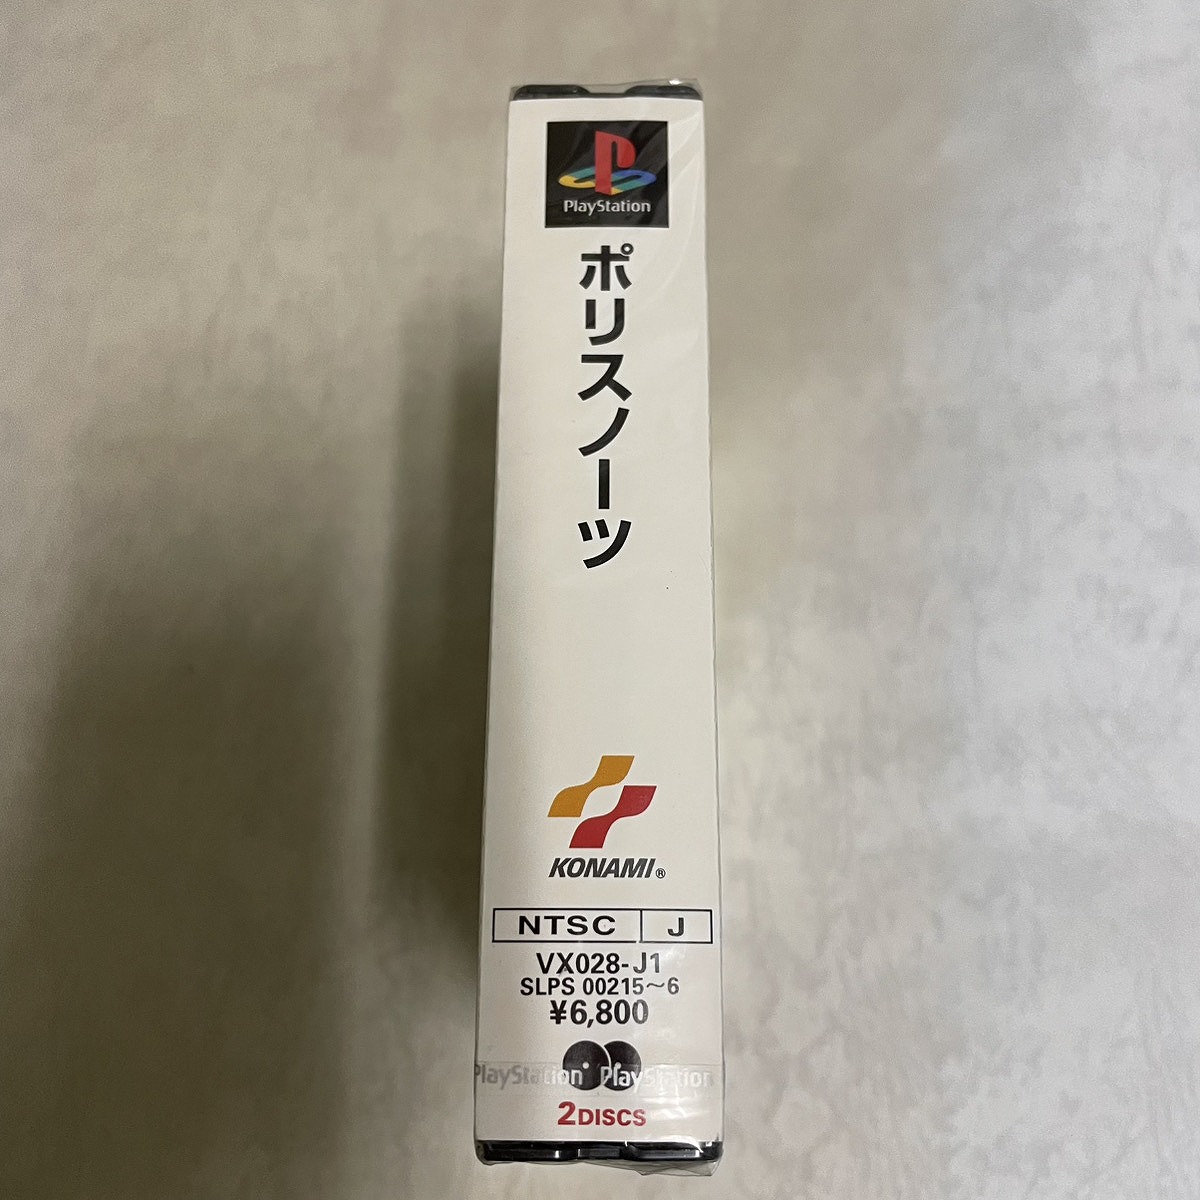 PlayStation
ポリスノーツ
KONAMI®
NTSC J
VX028-J1
SLPS 00215～6
¥6,800
PlayStation PlayStation
2DISCS